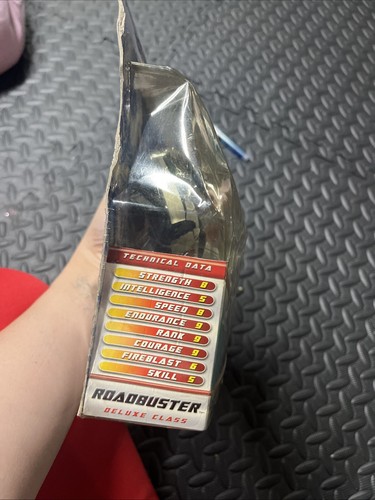 TECHNICAL DATA
STRENGTH 8
INTELLIGENCE 5
SPEED 8
ENDURANCE 9
RANK 9
COURAGE 9
FIREBLAST 6
SKILL 5
ROADBUSTER
DELUXE CLASS